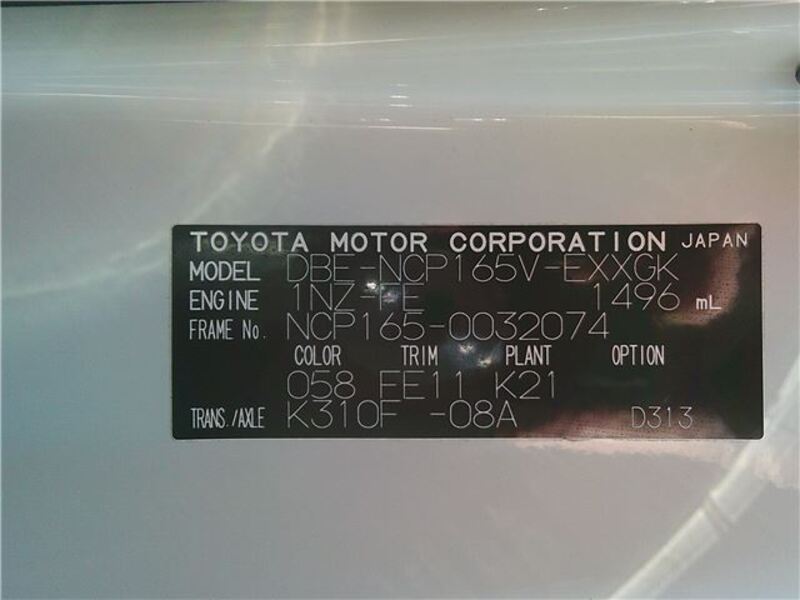 TOYOTA MOTOR CORPORATION JAPAN
MODEL DBE-NCP165V-EXXGK
ENGINE 1NZ-FE 1496 mL
FRAME No. NCP165-0032074
COLOR TRIM PLANT OPTION
058 EE11 K21
TRANS./AXLE K310F -08A D313